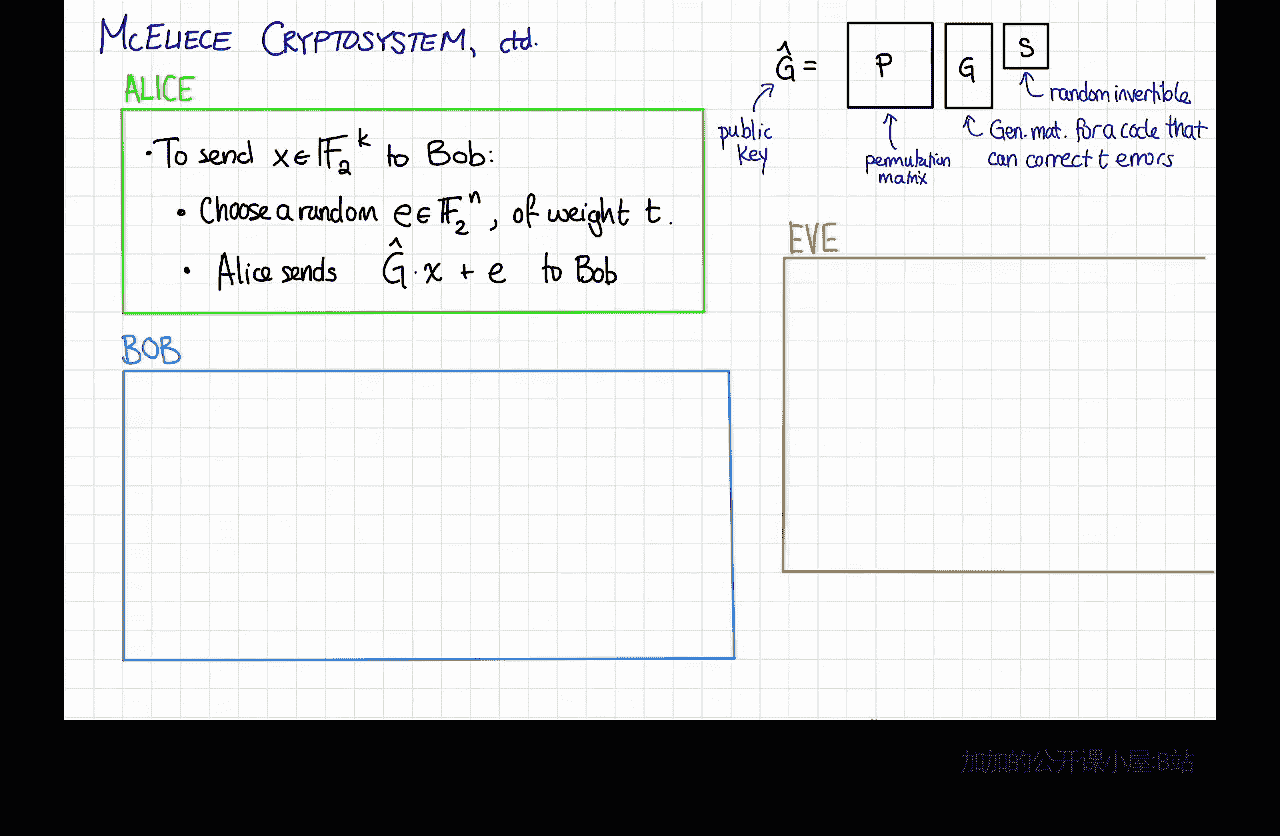 McELIECE CRYPTOSYSTEM, ctd.
ALICE
·To send x∈𝔽₂ᵏ to Bob:
• Choose a random e∈𝔽₂ⁿ, of weight t.
• Alice sends Ĝ·x + e to Bob
BOB
Ĝ = P G S
public key
permutation matrix
random invertible
Gen. mat. for a code that
can correct t errors
EVE
加加的公开课小屋:B站